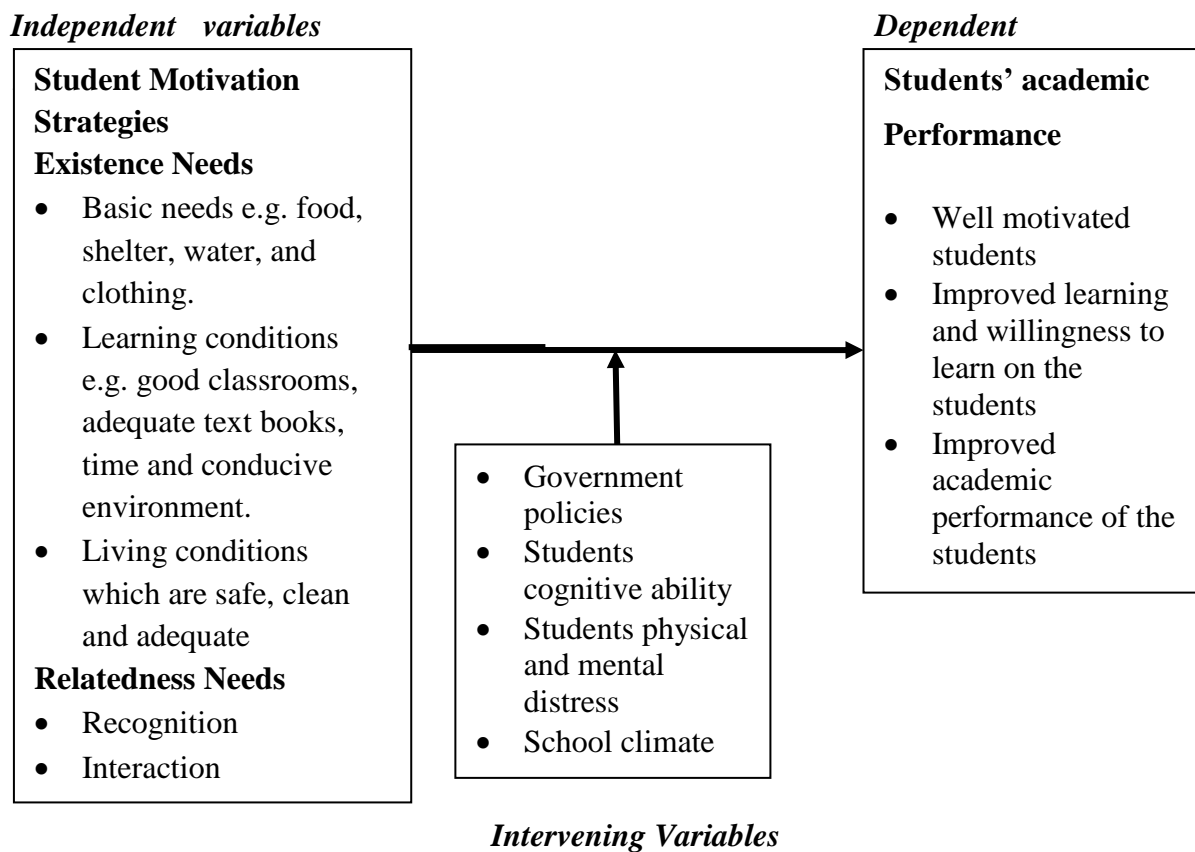 Independent variables
Student Motivation
Strategies
Existence Needs
• Basic needs e.g. food,
shelter, water, and
clothing.
• Learning conditions
e.g. good classrooms,
adequate text books,
time and conducive
environment.
• Living conditions
which are safe, clean
and adequate
Relatedness Needs
• Recognition
• Interaction
• Government
policies
• Students
cognitive ability
• Students physical
and mental
distress
• School climate
Intervening Variables
Dependent
Students’ academic
Performance
• Well motivated
students
• Improved learning
and willingness to
learn on the
students
• Improved
academic
performance of the
students